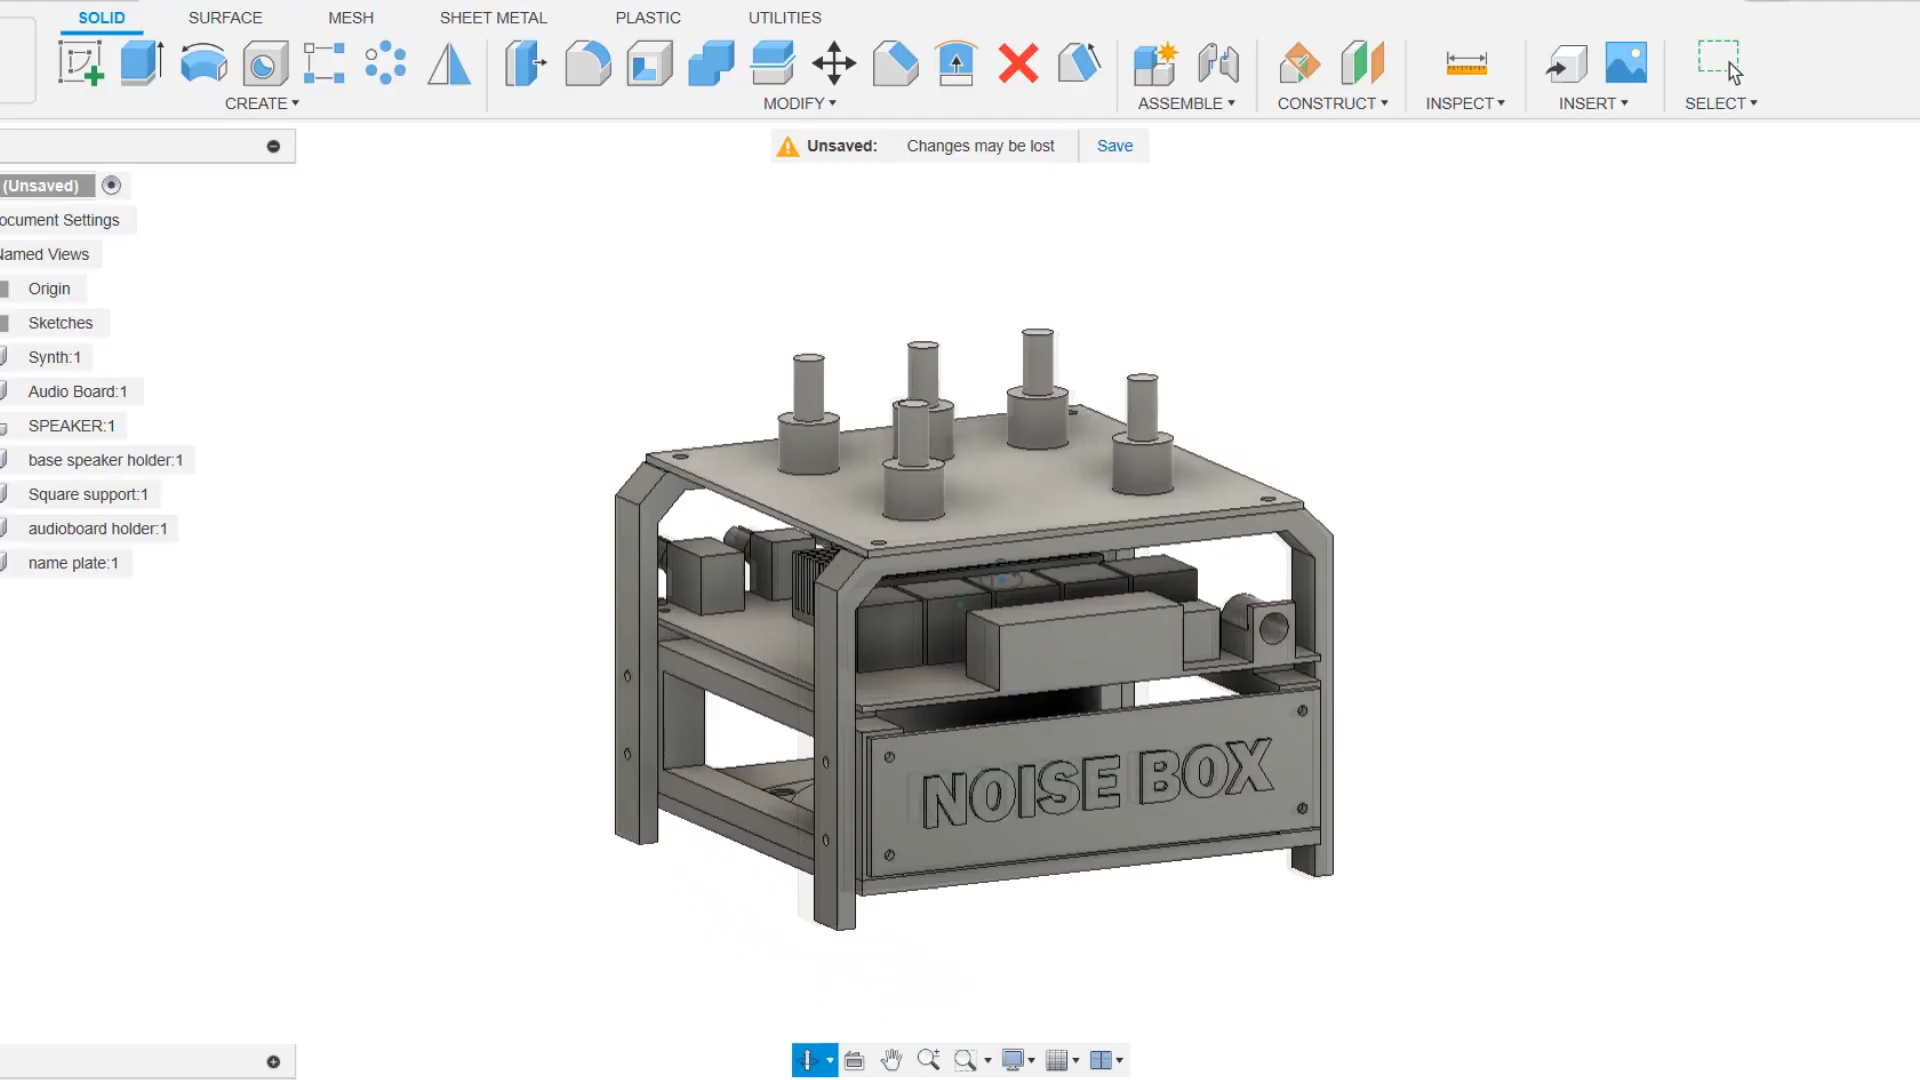 SOLID SURFACE MESH SHEET METAL PLASTIC UTILITIES
CREATE MODIFY ASSEMBLE CONSTRUCT INSPECT INSERT SELECT
Unsaved: Changes may be lost Save
(Unsaved)
ocument Settings
Named Views
Origin
Sketches
Synth:1
Audio Board:1
SPEAKER:1
base speaker holder:1
Square support:1
audioboard holder:1
name plate:1
NOISE BOX